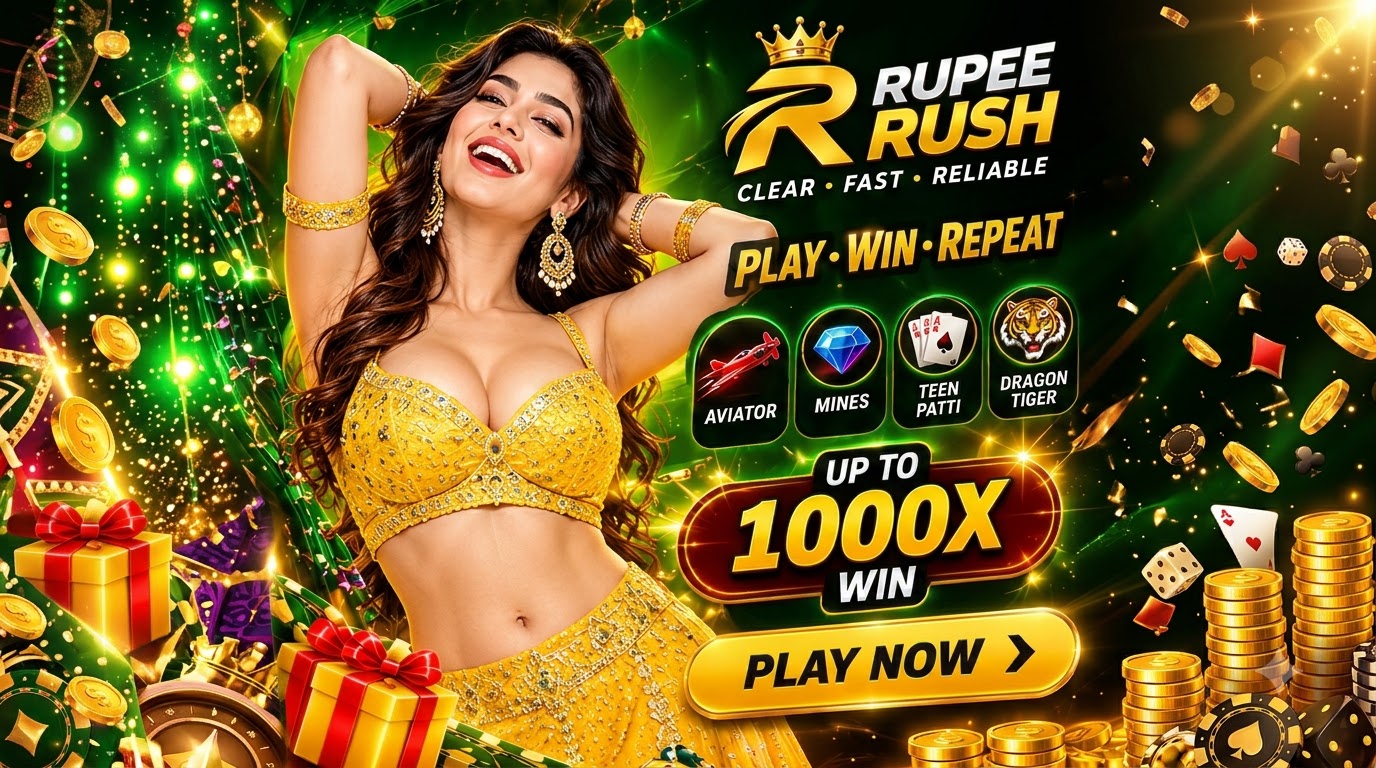 RUPEE
RUSH
CLEAR · FAST · RELIABLE
PLAY · WIN · REPEAT
AVIATOR
MINES
TEEN
PATTI
DRAGON
TIGER
UP TO
1000X
WIN
PLAY NOW